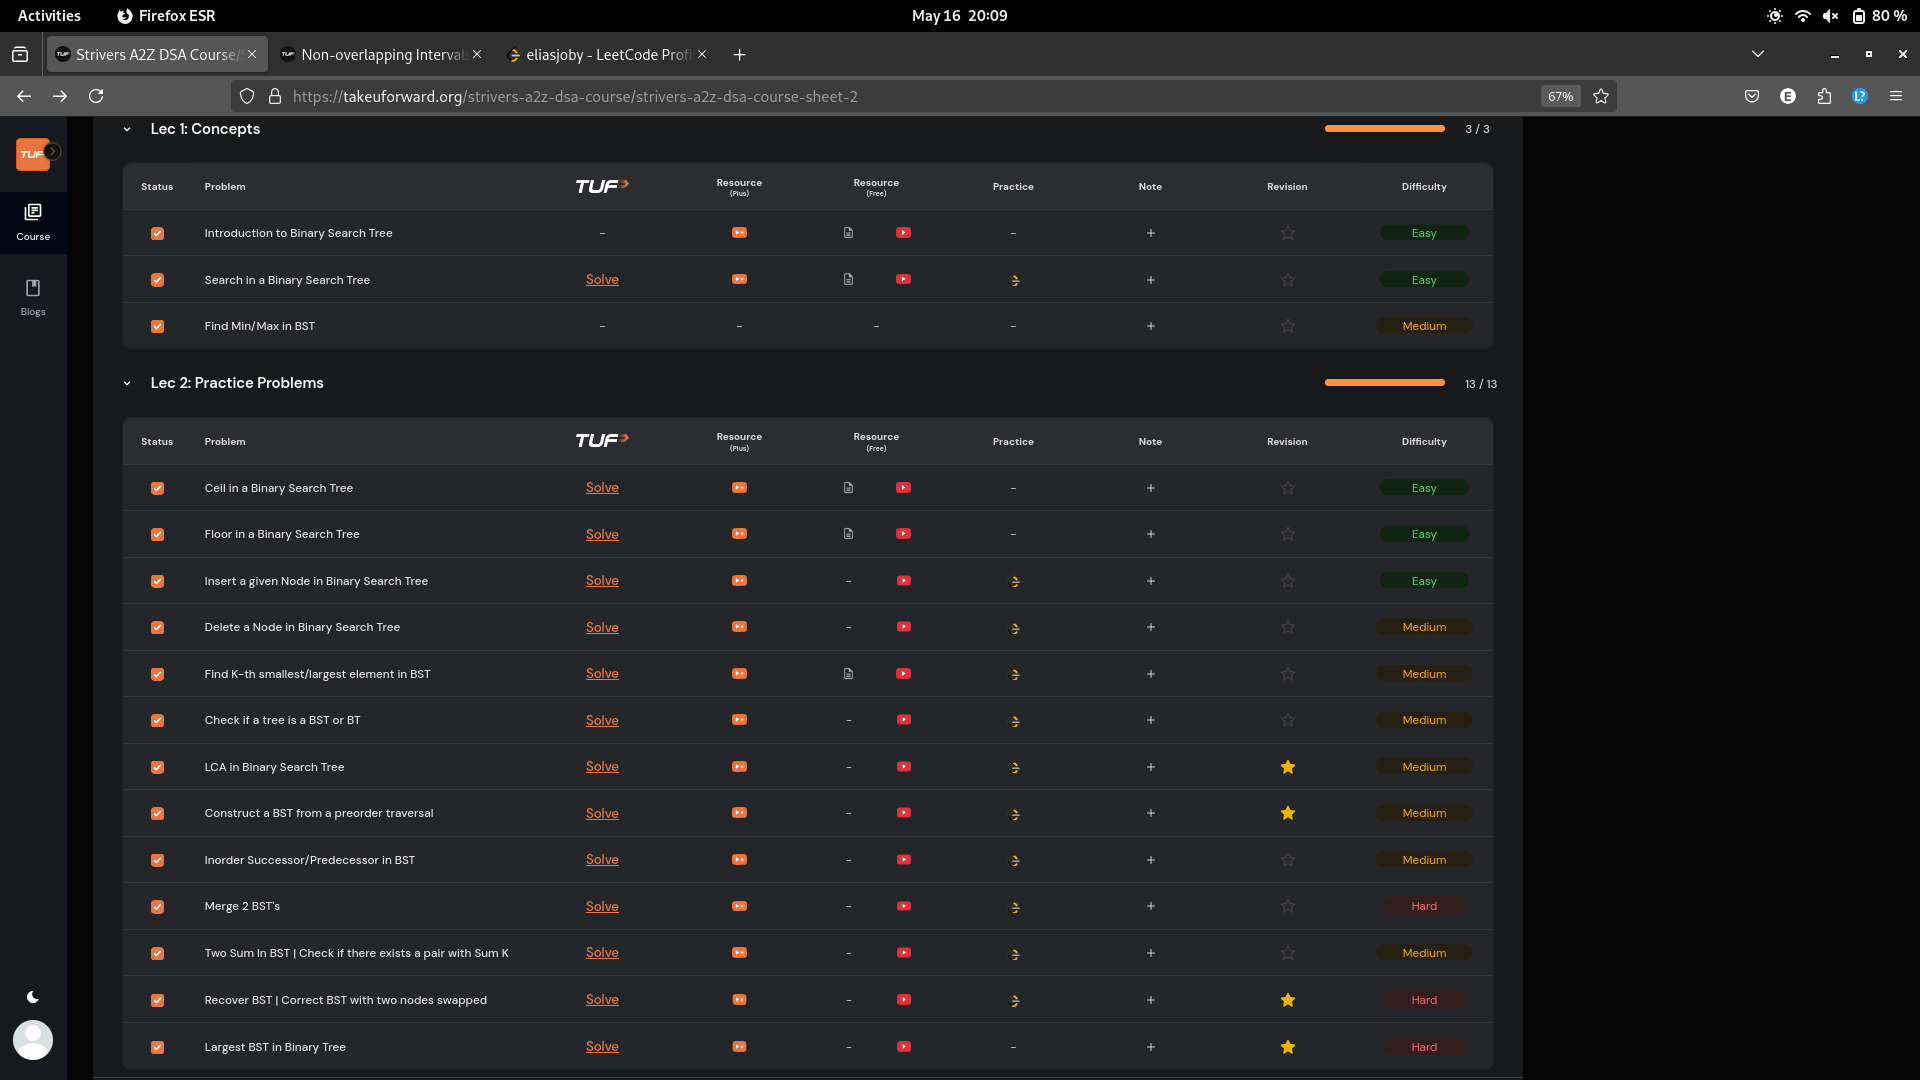 Activities Firefox ESR May 16 20:09 80 %
Strivers A2Z DSA Course/ Non-overlapping Intervals eliasjoby - LeetCode Prof
https://takeuforward.org/strivers-a2z-dsa-course/strivers-a2z-dsa-course-sheet-2 67% E L?
TUF
Course
Blogs
Lec 1: Concepts 3 / 3
Status Problem TUF Resource (Plus) Resource (Free) Practice Note Revision Difficulty
Introduction to Binary Search Tree - - + Easy
Search in a Binary Search Tree Solve + Easy
Find Min/Max in BST - - - - + Medium
Lec 2: Practice Problems 13 / 13
Status Problem TUF Resource (Plus) Resource (Free) Practice Note Revision Difficulty
Ceil in a Binary Search Tree Solve - + Easy
Floor in a Binary Search Tree Solve - + Easy
Insert a given Node in Binary Search Tree Solve - + Easy
Delete a Node in Binary Search Tree Solve - + Medium
Find K-th smallest/largest element in BST Solve + Medium
Check if a tree is a BST or BT Solve - + Medium
LCA in Binary Search Tree Solve - + Medium
Construct a BST from a preorder traversal Solve - + Medium
Inorder Successor/Predecessor in BST Solve - + Medium
Merge 2 BST's Solve - + Hard
Two Sum In BST | Check if there exists a pair with Sum K Solve - + Medium
Recover BST | Correct BST with two nodes swapped Solve - + Hard
Largest BST in Binary Tree Solve - - + Hard